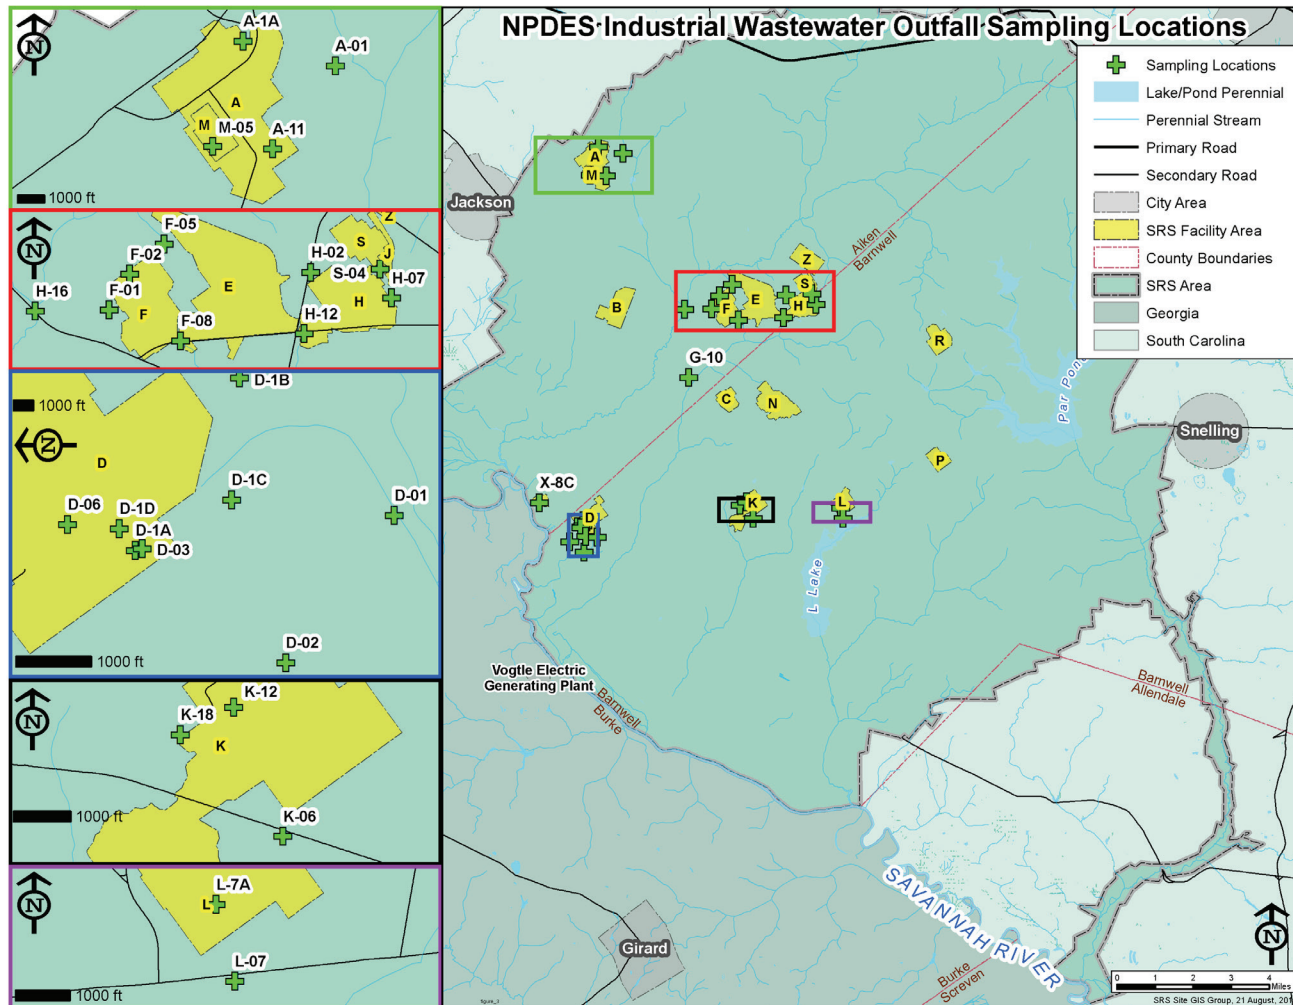 NPDES Industrial Wastewater Outfall Sampling Locations
N
A-1A
A-01
A
M
M-05
A-11
1000 ft
N
F-05
F-02
F-01
F
E
F-08
H-16
Z
S
J
H-02
S-04
H-07
H
H-12
1000 ft
D-1B
1000 ft
N
D
D-1C
D-01
D-06
D-1D
D-1A
D-03
D-02
1000 ft
N
K-12
K-18
K
K-06
1000 ft
N
L-7A
L
L-07
1000 ft
Sampling Locations
Lake/Pond Perennial
Perennial Stream
Primary Road
Secondary Road
City Area
SRS Facility Area
County Boundaries
SRS Area
Georgia
South Carolina
A
M
Jackson
Aiken
Barnwell
Z
S
B
F
E
H
R
G-10
C
N
Par Pond
Snelling
P
X-8C
D
K
L
L Lake
Vogtle Electric
Generating Plant
Barnwell
Burke
Barnwell
Allendale
SAVANNAH RIVER
Girard
Burke
Screven
N
0 1 2 3 4
Miles
figure_3
SRS Site GIS Group, 21 August, 201